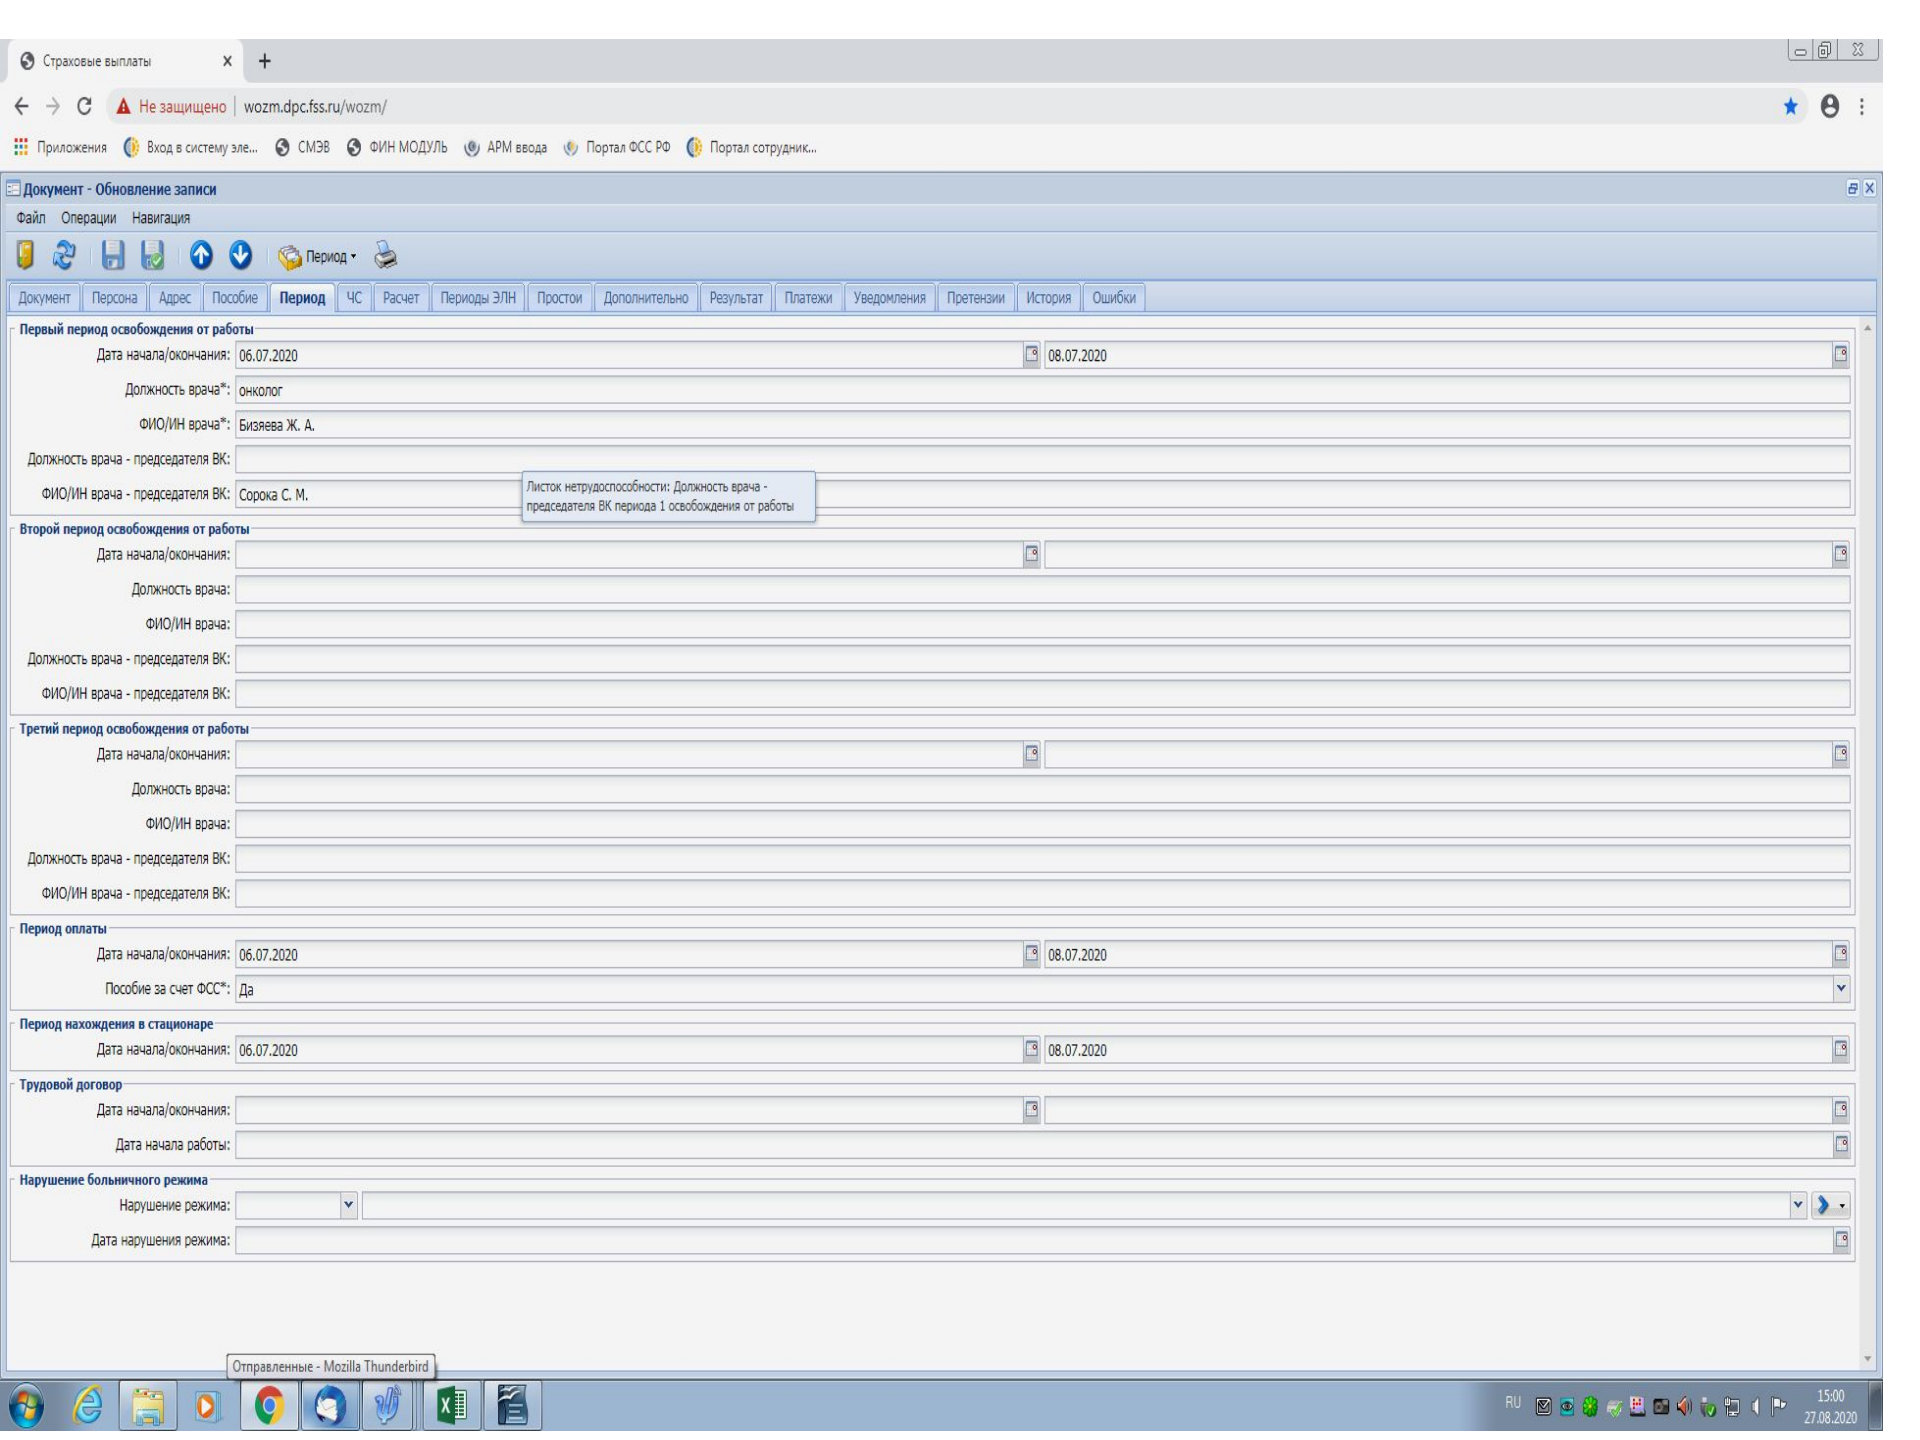 Страховые выплаты
Не защищено wozm.dpc.fss.ru/wozm/
Приложения Вход в систему эле... СМЭВ ФИН МОДУЛЬ АРМ ввода Портал ФСС РФ Портал сотрудник...
Документ - Обновление записи
Файл Операции Навигация
Период
Документ Персона Адрес Пособие Период ЧС Расчет Периоды ЭЛН Простои Дополнительно Результат Платежи Уведомления Претензии История Ошибки
Первый период освобождения от работы
Дата начала/окончания: 06.07.2020 08.07.2020
Должность врача*: онколог
ФИО/ИН врача*: Бизяева Ж. А.
Должность врача - председателя ВК:
ФИО/ИН врача - председателя ВК: Сорока С. М.
Листок нетрудоспособности: Должность врача -
председателя ВК периода 1 освобождения от работы
Второй период освобождения от работы
Дата начала/окончания:
Должность врача:
ФИО/ИН врача:
Должность врача - председателя ВК:
ФИО/ИН врача - председателя ВК:
Третий период освобождения от работы
Дата начала/окончания:
Должность врача:
ФИО/ИН врача:
Должность врача - председателя ВК:
ФИО/ИН врача - председателя ВК:
Период оплаты
Дата начала/окончания: 06.07.2020 08.07.2020
Пособие за счет ФСС*: Да
Период нахождения в стационаре
Дата начала/окончания: 06.07.2020 08.07.2020
Трудовой договор
Дата начала/окончания:
Дата начала работы:
Нарушение больничного режима
Нарушение режима:
Дата нарушения режима:
Отправленные - Mozilla Thunderbird
RU 15:00
27.08.2020